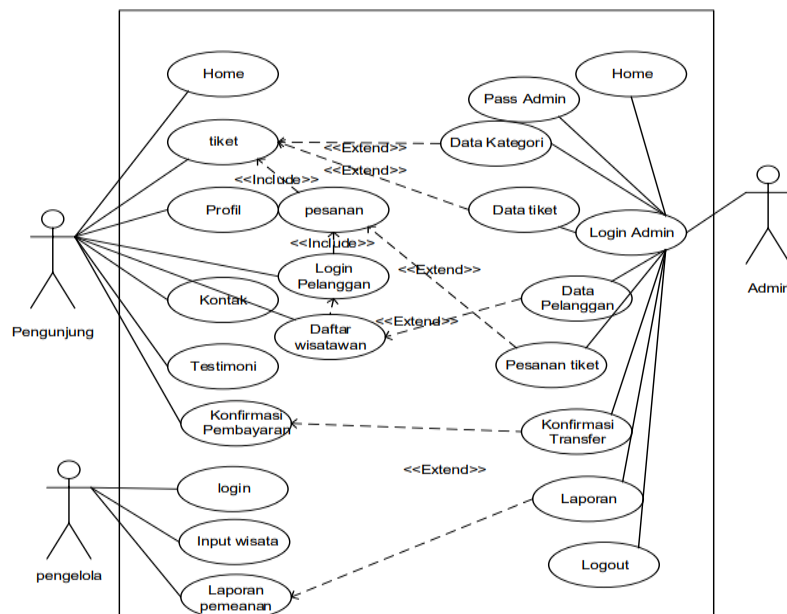 Home
Home
Pass Admin
tiket
<<Extend>>
Data Kategori
<<Include>>
<<Extend>>
Profil
pesanan
Data tiket
Login Admin
<<Include>>
Login
Pelanggan
<<Extend>>
Kontak
Data
Pelanggan
Admin
Pengunjung
Daftar
wisatawan
<<Extend>>
Testimoni
Pesanan tiket
Konfirmasi
Pembayaran
Konfirmasi
Transfer
<<Extend>>
login
Laporan
Input wisata
pengelola
Laporan
pemeanan
Logout